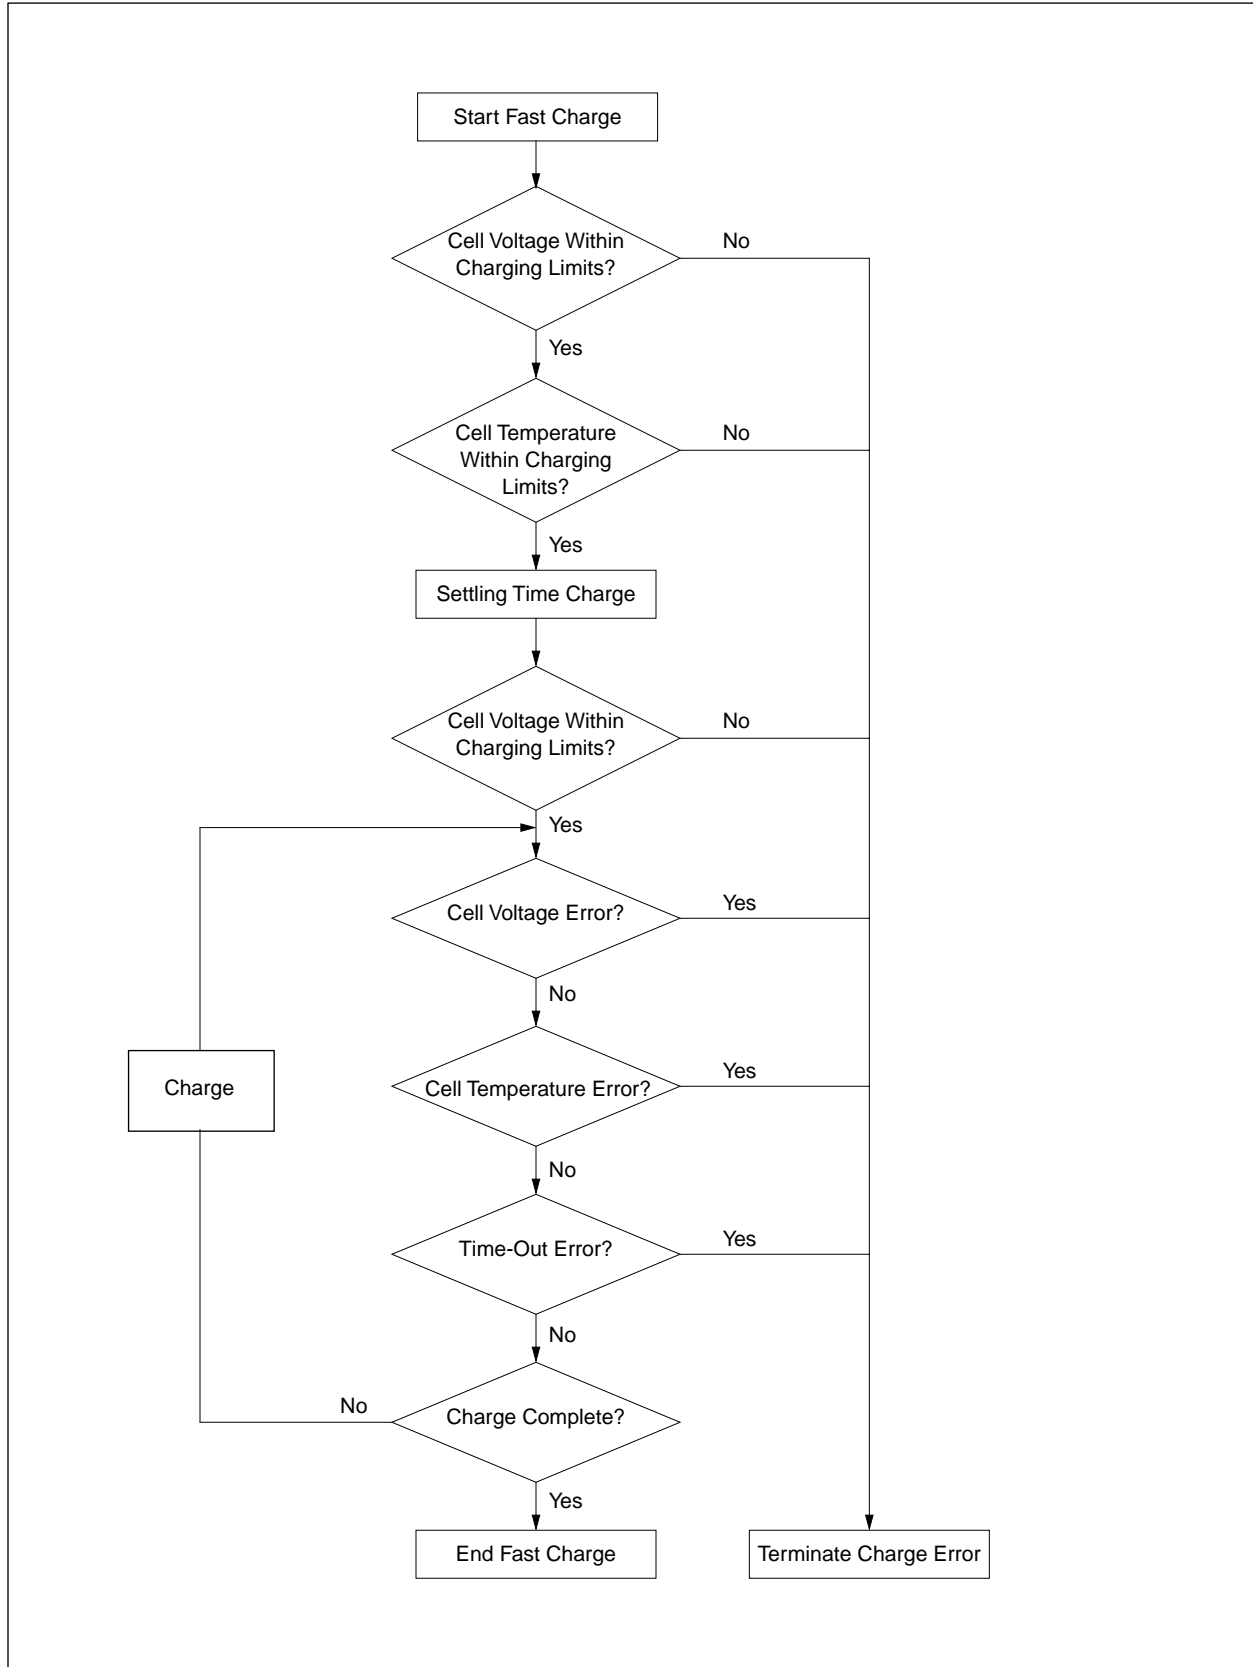 Start Fast Charge
Cell Voltage Within
Charging Limits?
No
Yes
Cell Temperature
Within Charging
Limits?
No
Yes
Settling Time Charge
Cell Voltage Within
Charging Limits?
No
Yes
Cell Voltage Error?
Yes
No
Charge
Cell Temperature Error?
Yes
No
Time-Out Error?
Yes
No
Charge Complete?
No
Yes
End Fast Charge
Terminate Charge Error